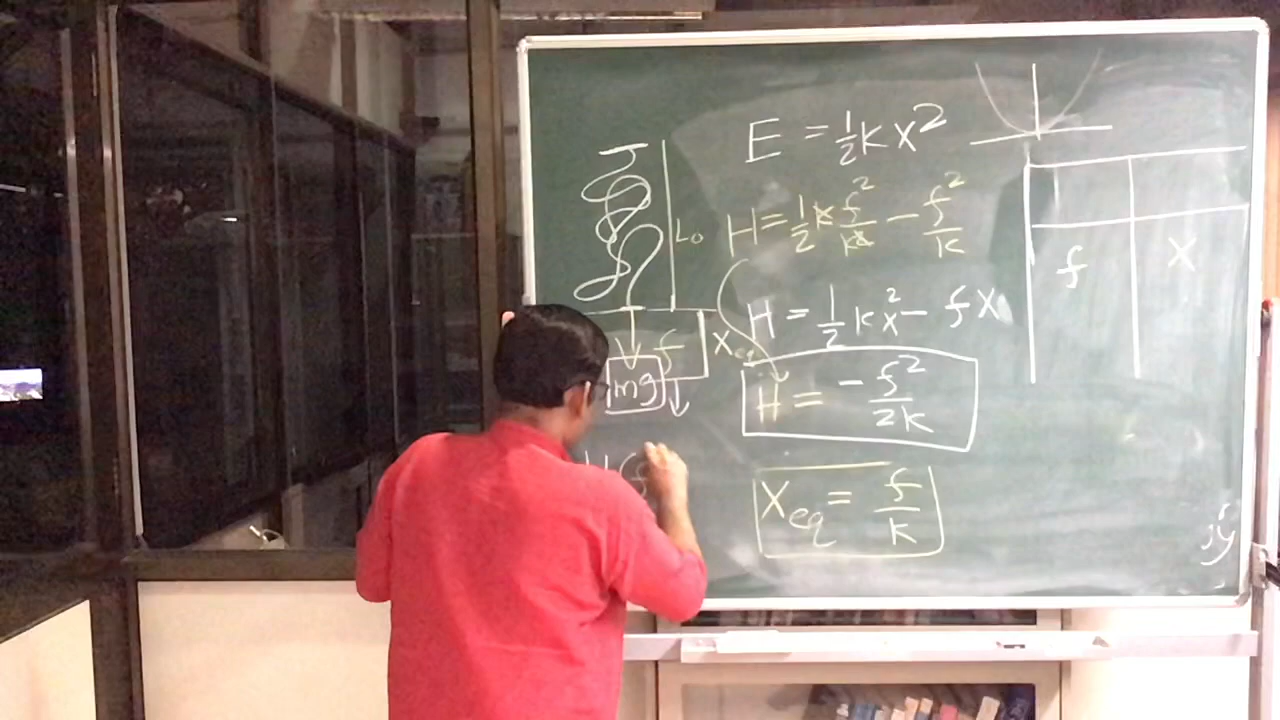 E = ½ k x²
H = ½ k f²/k² − f²/k
L₀
f
x
H = ½ k x² − f x
f
x_eq
mg
H = −f²/2k
H(f
x_eq = f/k